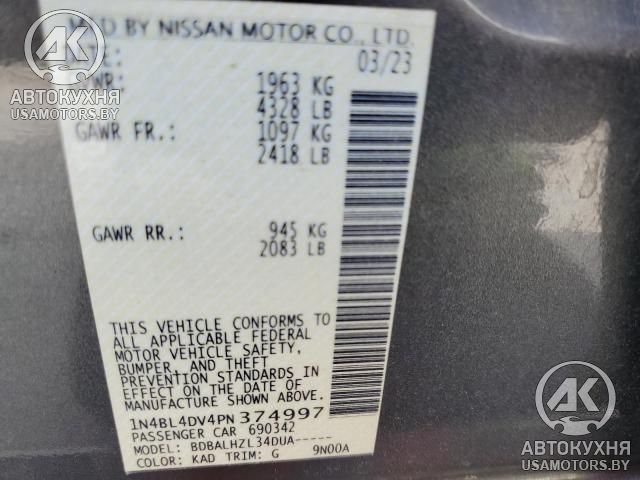 MFD BY NISSAN MOTOR CO., LTD.
03/23
1963 KG
4328 LB
GAWR FR.: 1097 KG
2418 LB
GAWR RR.: 945 KG
2083 LB
THIS VEHICLE CONFORMS TO
ALL APPLICABLE FEDERAL
MOTOR VEHICLE SAFETY,
BUMPER, AND THEFT
PREVENTION STANDARDS IN
EFFECT ON THE DATE OF
MANUFACTURE SHOWN ABOVE.
1N4BL4DV4PN374997
PASSENGER CAR 690342
MODEL: BDBALHZL34DUA-----
COLOR: KAD TRIM: G 9N00A
AK
АВТОКУХНЯ
USAMOTORS.BY
AK
АВТОКУХНЯ
USAMOTORS.BY